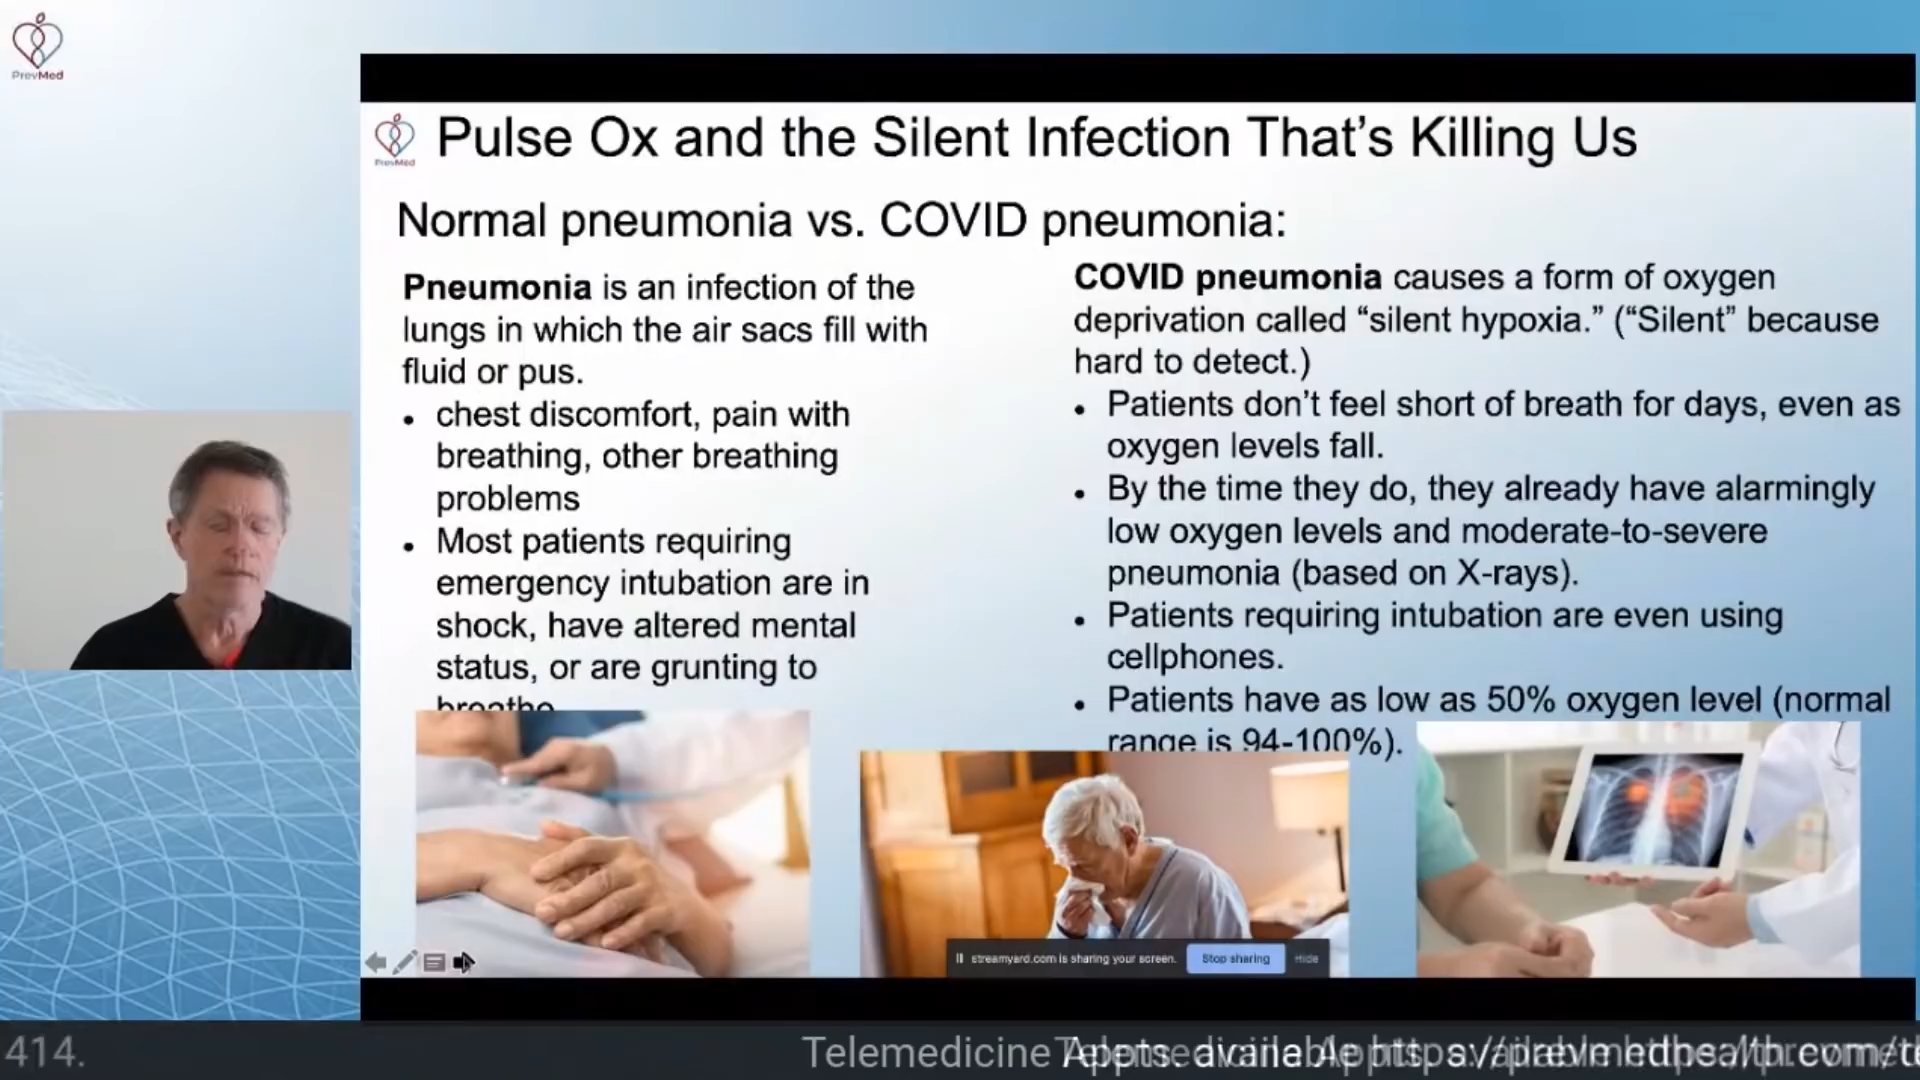 PrevMed
PrevMed
Pulse Ox and the Silent Infection That’s Killing Us
Normal pneumonia vs. COVID pneumonia:
Pneumonia is an infection of the
lungs in which the air sacs fill with
fluid or pus.
• chest discomfort, pain with
breathing, other breathing
problems
• Most patients requiring
emergency intubation are in
shock, have altered mental
status, or are grunting to
breathe
COVID pneumonia causes a form of oxygen
deprivation called “silent hypoxia.” (“Silent” because
hard to detect.)
• Patients don’t feel short of breath for days, even as
oxygen levels fall.
• By the time they do, they already have alarmingly
low oxygen levels and moderate-to-severe
pneumonia (based on X-rays).
• Patients requiring intubation are even using
cellphones.
• Patients have as low as 50% oxygen level (normal
range is 94-100%).
streamyard.com is sharing your screen. Stop sharing Hide
414. Telemedicine Appts. available